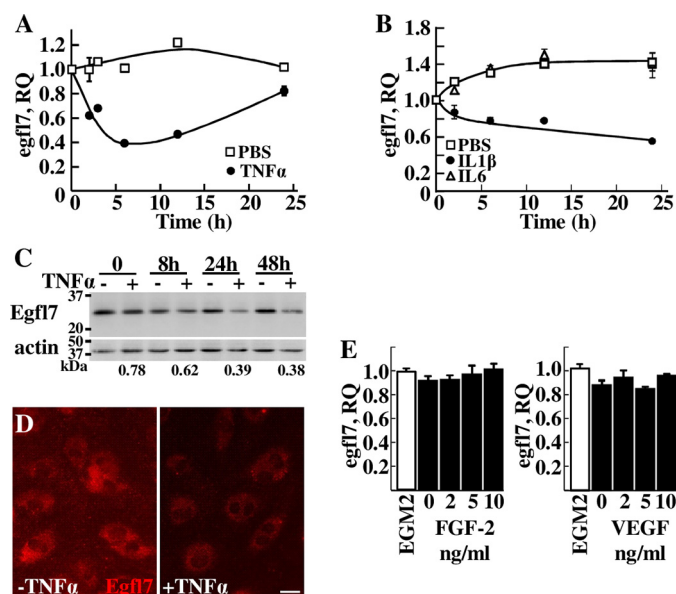 A
egfl7, RQ
1.2
1.0
0.8
0.6
0.4
0.2
0
0 5 10 15 20 25
Time (h)
PBS
TNFα
B
egfl7, RQ
1.8
1.4
1.0
0.6
0.2
0 5 10 15 20 25
Time (h)
PBS
IL1β
IL6
C
0 8h 24h 48h
TNFα - + - + - + - +
37
Egfl7
20
50
actin
37
kDa 0.78 0.62 0.39 0.38
D
-TNFα Egfl7 +TNFα
E
egfl7, RQ
1.0
0.8
0.6
0.4
0.2
EGM2 0 2 5 10
FGF-2
ng/ml
egfl7, RQ
1.0
0.8
0.6
0.4
0.2
EGM2 0 2 5 10
VEGF
ng/ml